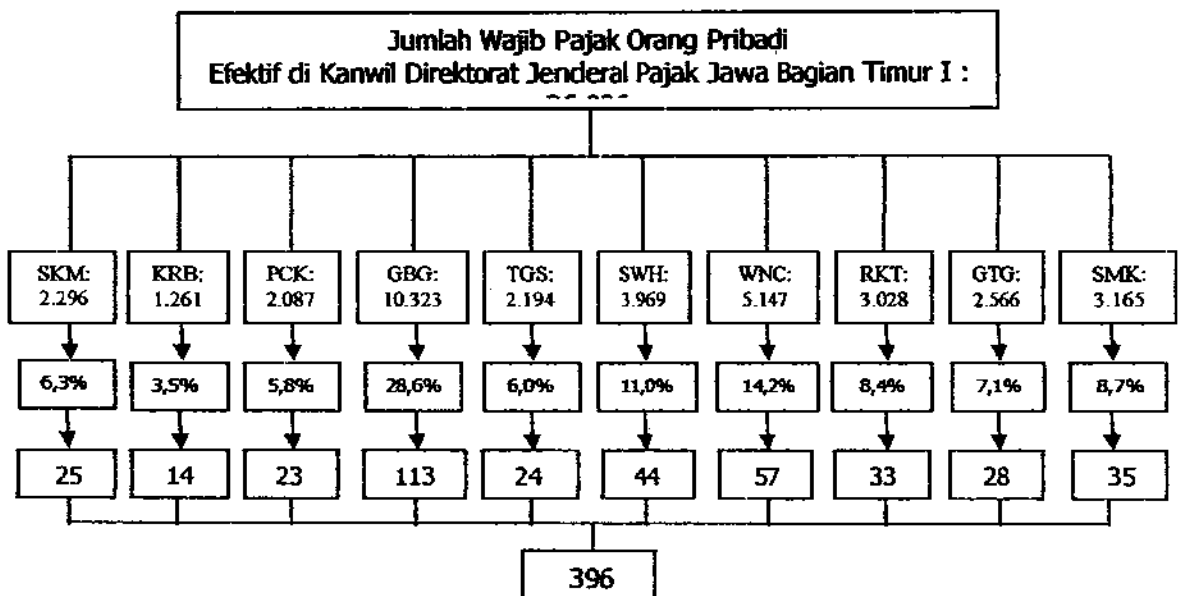 Jumlah Wajib Pajak Orang Pribadi
Efektif di Kanwil Direktorat Jenderal Pajak Jawa Bagian Timur I :
SKM: KRB: PCK: GBG: TGS: SWH: WNC: RKT: GTG: SMK:
2.296 1.261 2.087 10.323 2.194 3.969 5.147 3.028 2.566 3.165
6,3% 3,5% 5,8% 28,6% 6,0% 11,0% 14,2% 8,4% 7,1% 8,7%
25 14 23 113 24 44 57 33 28 35
396